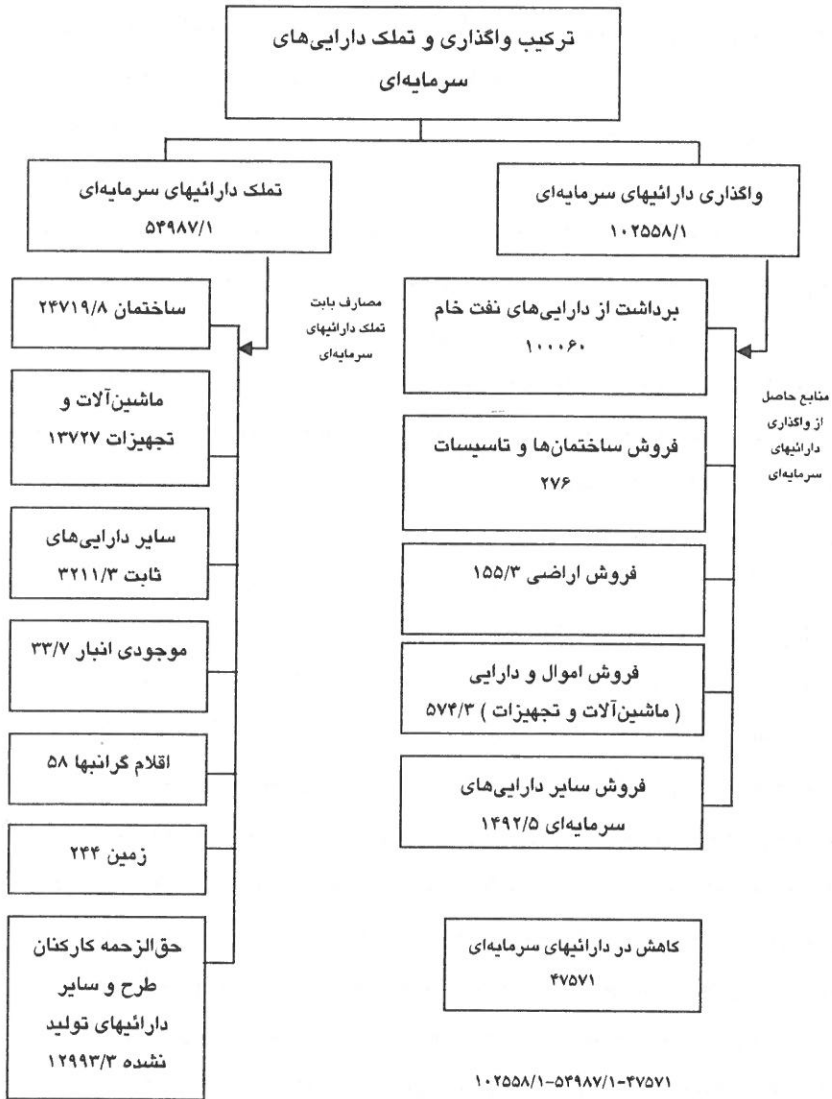 ترکیب واگذاری و تملک دارایی‌های
سرمایه‌ای
واگذاری دارائیهای سرمایه‌ای
۱۰۲۵۵۸/۱
برداشت از دارایی‌های نفت خام
۱۰۰۰۶۰
فروش ساختمان‌ها و تاسیسات
۲۷۶
فروش اراضی ۱۵۵/۳
فروش اموال و دارایی
( ماشین‌آلات و تجهیزات ) ۵۷۴/۳
فروش سایر دارایی‌های
سرمایه‌ای ۱۴۹۲/۵
منابع حاصل
از واگذاری
دارائیهای
سرمایه‌ای
کاهش در دارائیهای سرمایه‌ای
۴۷۵۷۱
۱۰۲۵۵۸/۱-۵۴۹۸۷/۱-۴۷۵۷۱
تملک دارائیهای سرمایه‌ای
۵۴۹۸۷/۱
مصارف بابت
تملک دارائیهای
سرمایه‌ای
ساختمان ۲۴۷۱۹/۸
ماشین‌آلات و
تجهیزات ۱۳۷۲۷
سایر دارایی‌های
ثابت ۳۲۱۱/۳
موجودی انبار ۳۳/۷
اقلام گرانبها ۵۸
زمین ۲۴۴
حق‌الزحمه کارکنان
طرح و سایر
دارائیهای تولید
نشده ۱۲۹۹۳/۳